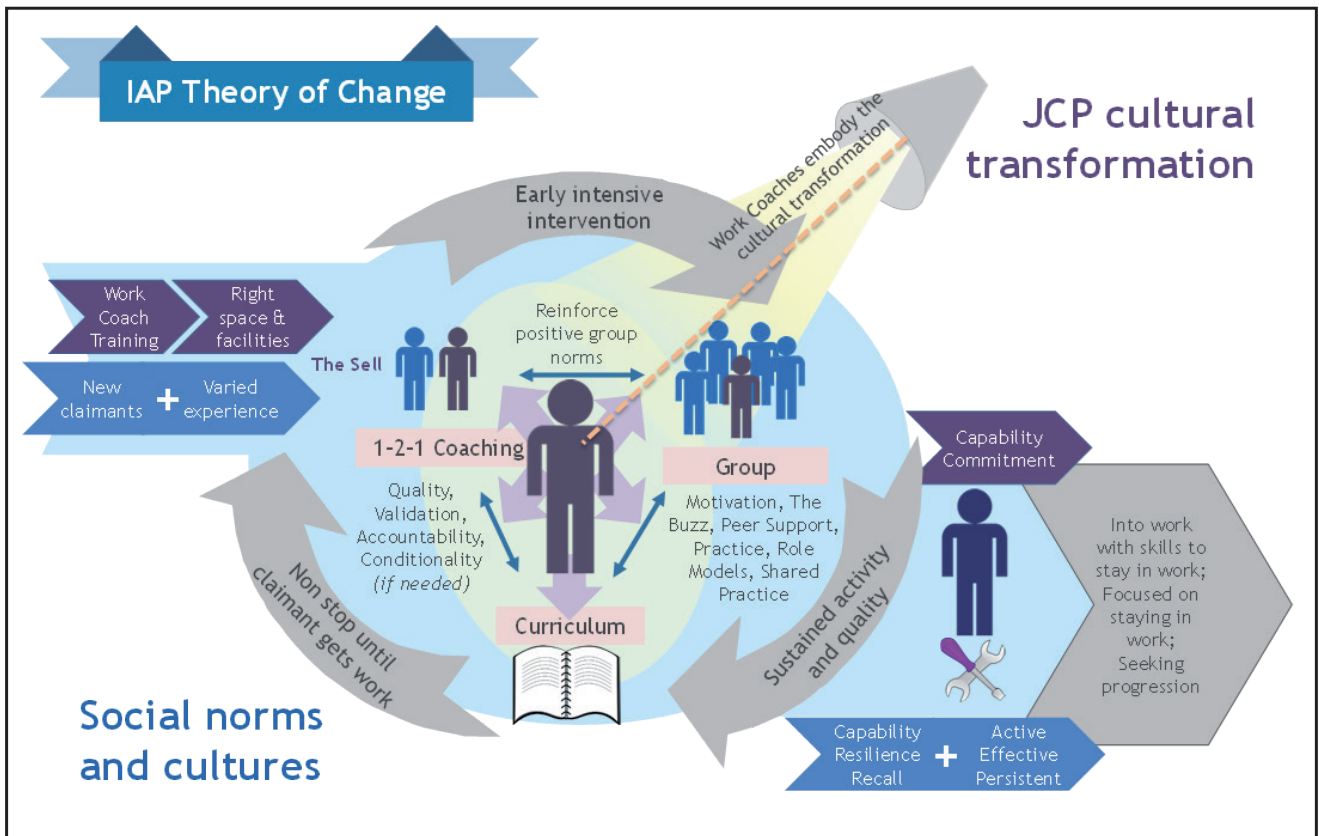 IAP Theory of Change
JCP cultural
transformation
Work Coaches embody the
cultural transformation
Early intensive
intervention
Work
Coach
Training
Right
space &
facilities
New
claimants
+
Varied
experience
The Sell
Reinforce
positive group
norms
1-2-1 Coaching
Quality,
Validation,
Accountability,
Conditionality
(if needed)
Group
Motivation, The
Buzz, Peer Support,
Practice, Role
Models, Shared
Practice
Curriculum
Sustained activity
and quality
Non stop until
claimant gets work
Capability
Commitment
Into work
with skills to
stay in work;
Focused on
staying in
work;
Seeking
progression
Capability
Resilience
Recall
+
Active
Effective
Persistent
Social norms
and cultures